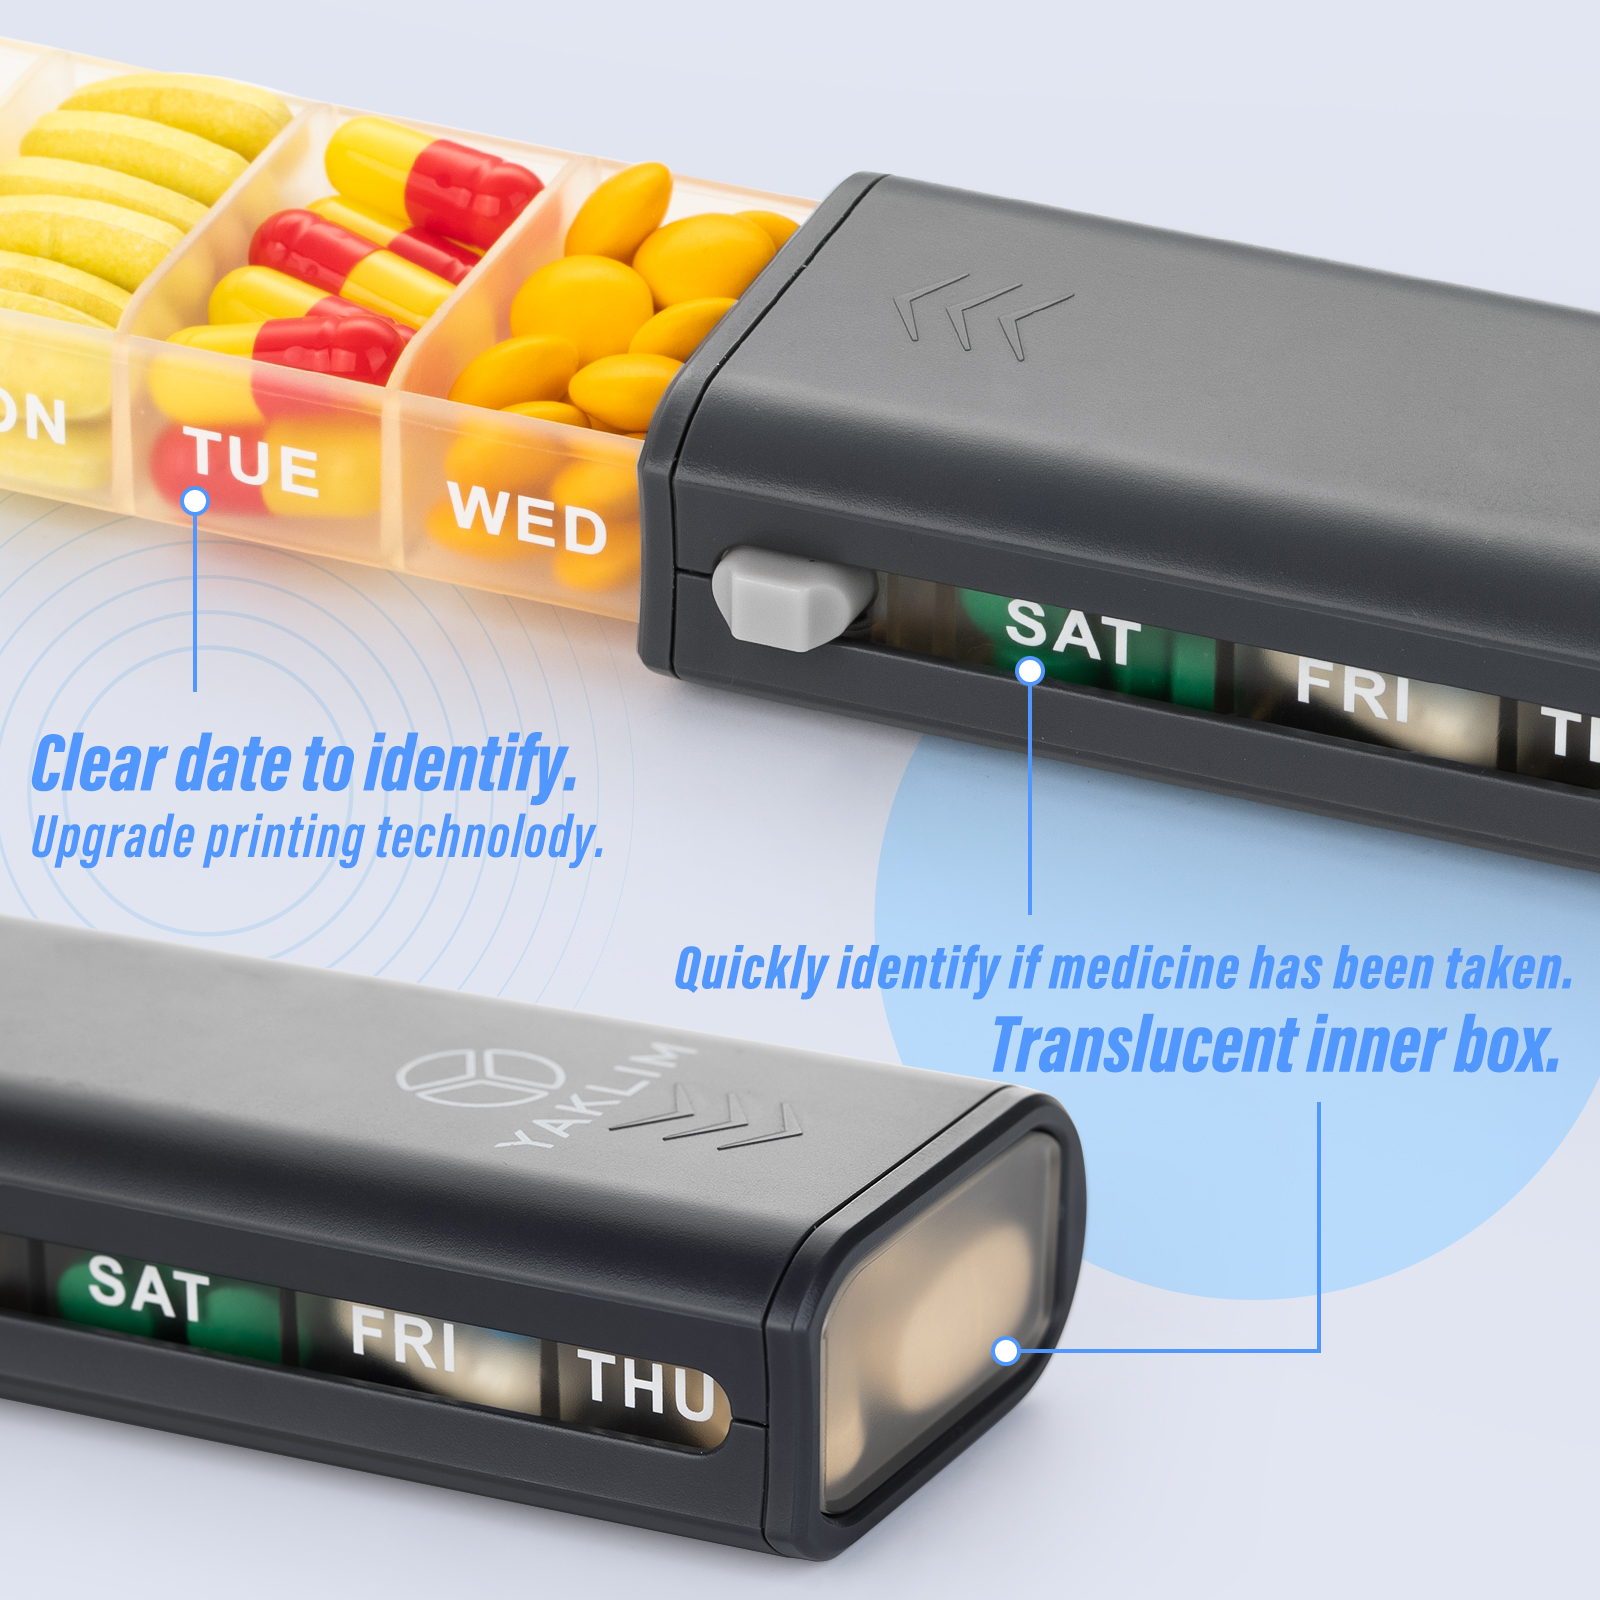 ON
TUE
WED
SAT
FRI
Clear date to identify.
Upgrade printing technolody.
Quickly identify if medicine has been taken.
Translucent inner box.
YAKLIM
SAT
FRI
THU